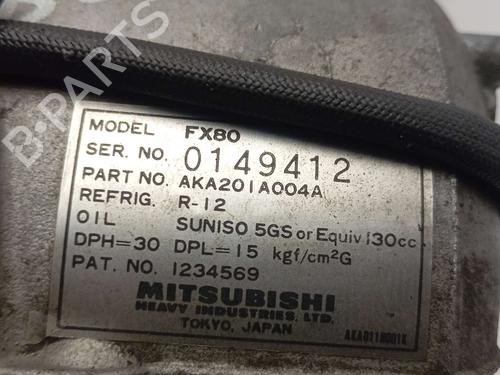 MODEL FX80
SER. NO. 0149412
PART NO. AKA201A004A
REFRIG. R-12
OIL SUNISO 5GS or Equiv 130cc
DPH=30 DPL=15 kgf/cm²G
PAT. NO. 1234569
MITSUBISHI
HEAVY INDUSTRIES, LTD.
TOKYO, JAPAN
AKA011H001K
B-Parts